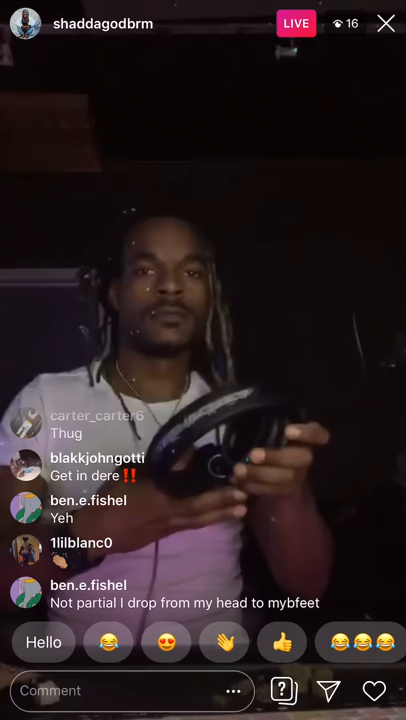 shaddagodbrm LIVE 16
carter_carter6
Thug
blakkjohngotti
Get in dere‼️
ben.e.fishel
Yeh
1lilblanc0
👏🏽
ben.e.fishel
Not partial I drop from my head to mybfeet
Hello 😂 😍 👋 👍 😂😂😂
Comment